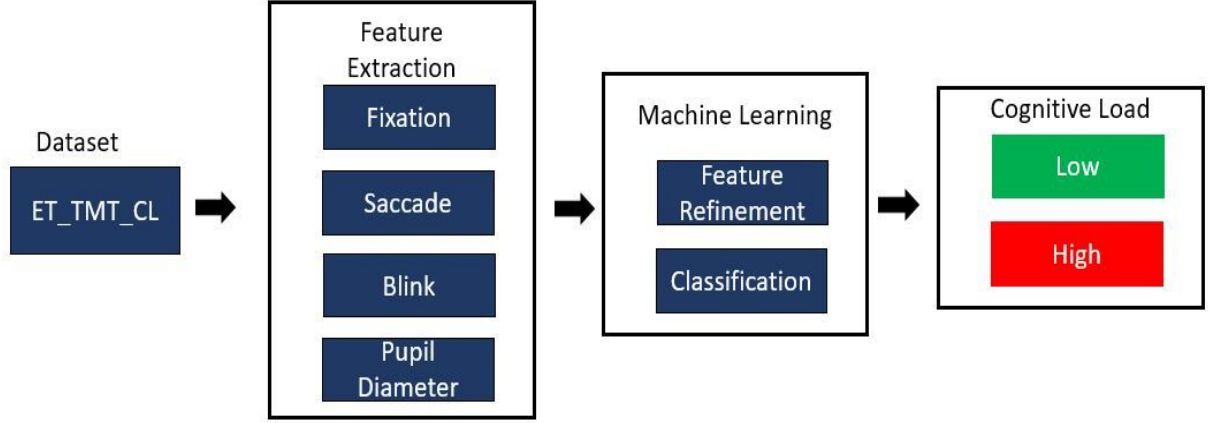 Dataset
ET_TMT_CL
Feature
Extraction
Fixation
Saccade
Blink
Pupil
Diameter
Machine Learning
Feature
Refinement
Classification
Cognitive Load
Low
High